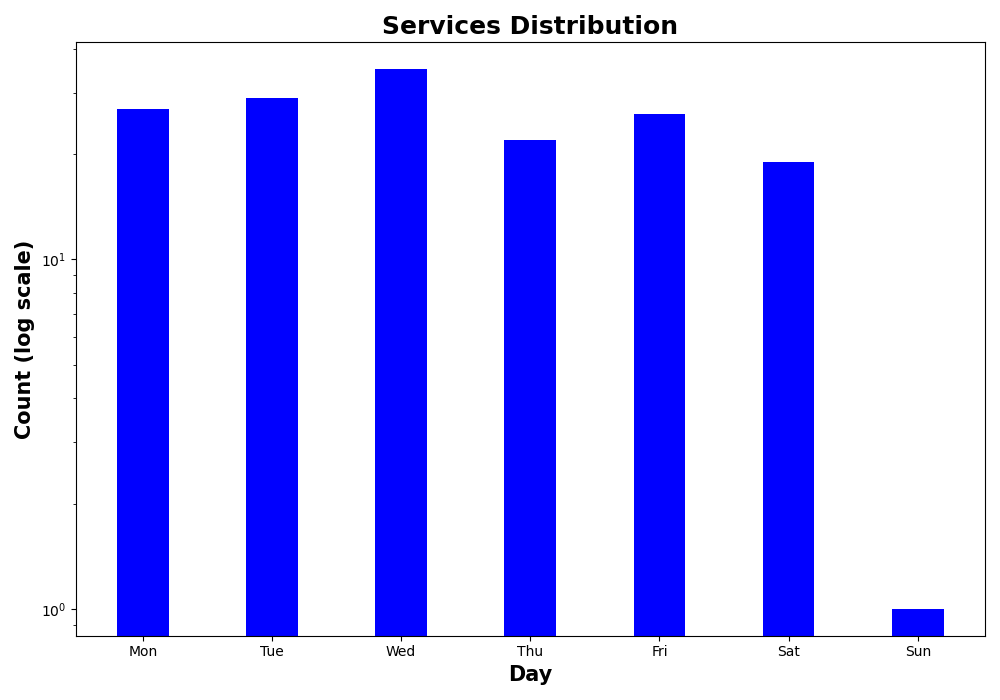 Services Distribution
Count (log scale)
10¹
10⁰
Mon Tue Wed Thu Fri Sat Sun
Day